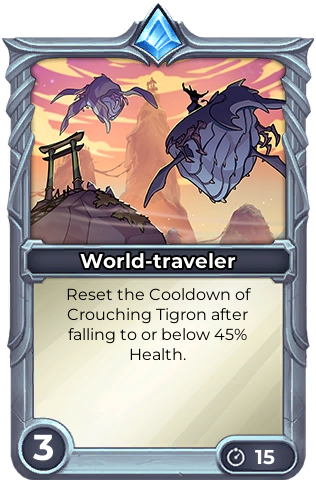 World-traveler
Reset the Cooldown of
Crouching Tigron after
falling to or below 45%
Health.
3
15